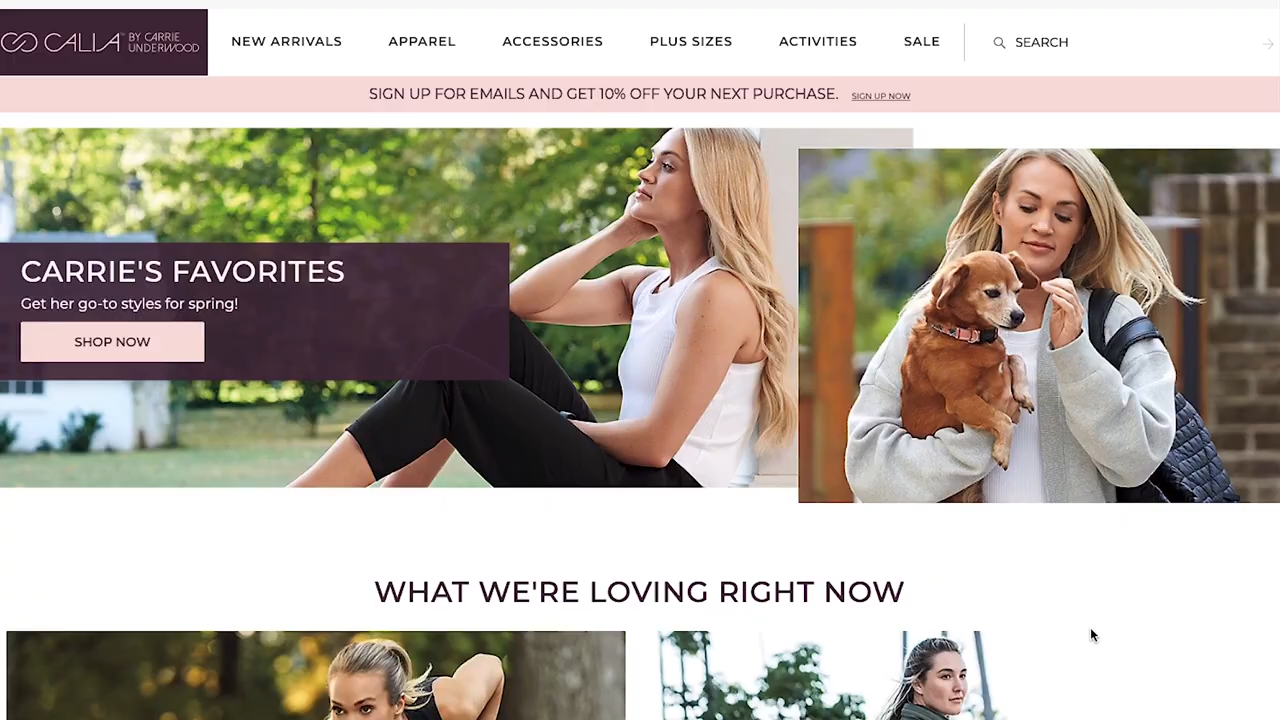 CALIA™ BY CARRIE UNDERWOOD
NEW ARRIVALS
APPAREL
ACCESSORIES
PLUS SIZES
ACTIVITIES
SALE
SEARCH
SIGN UP FOR EMAILS AND GET 10% OFF YOUR NEXT PURCHASE. SIGN UP NOW
CARRIE'S FAVORITES
Get her go-to styles for spring!
SHOP NOW
WHAT WE'RE LOVING RIGHT NOW